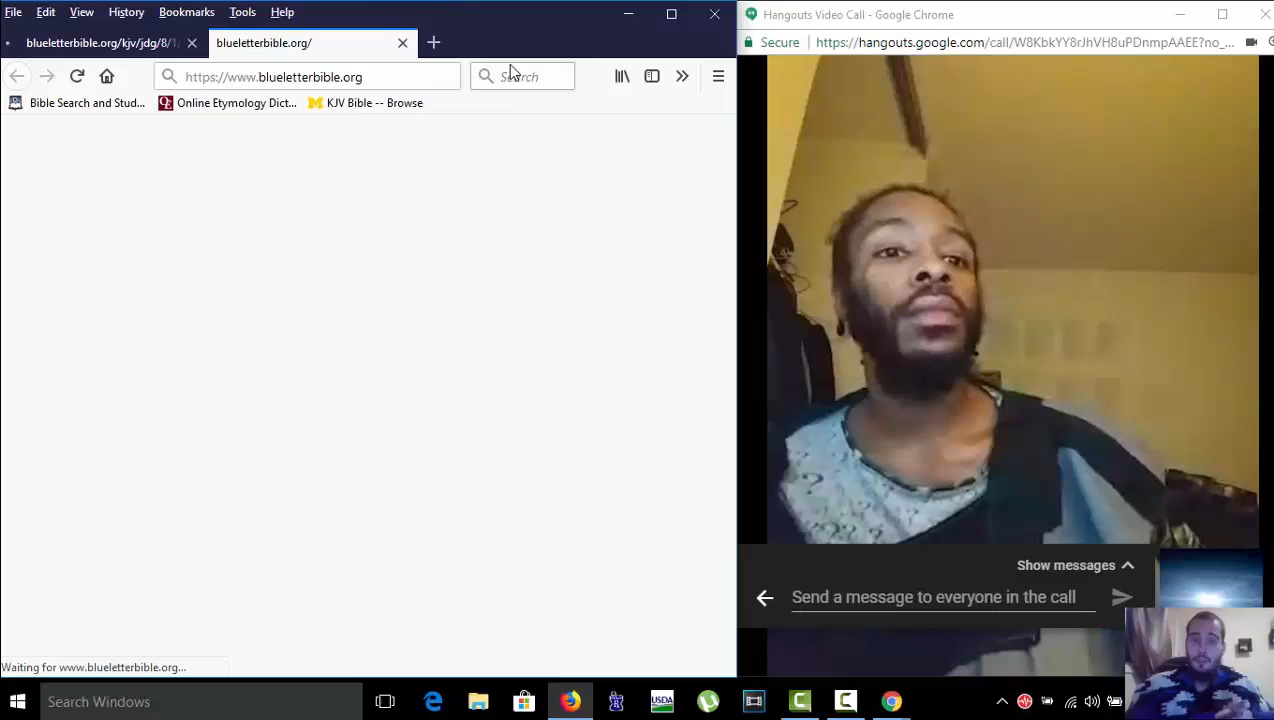 File Edit View History Bookmarks Tools Help
blueletterbible.org/kjv/jdg/8/1/
blueletterbible.org/
https://www.blueletterbible.org
Search
Bible Search and Stud...
OE
Online Etymology Dict...
KJV Bible -- Browse
Waiting for www.blueletterbible.org...
Hangouts Video Call - Google Chrome
Secure
https://hangouts.google.com/call/W8KbkYY8rJhVH8uPDnmpAAEE?no_
Show messages
Send a message to everyone in the call
Search Windows
USDA